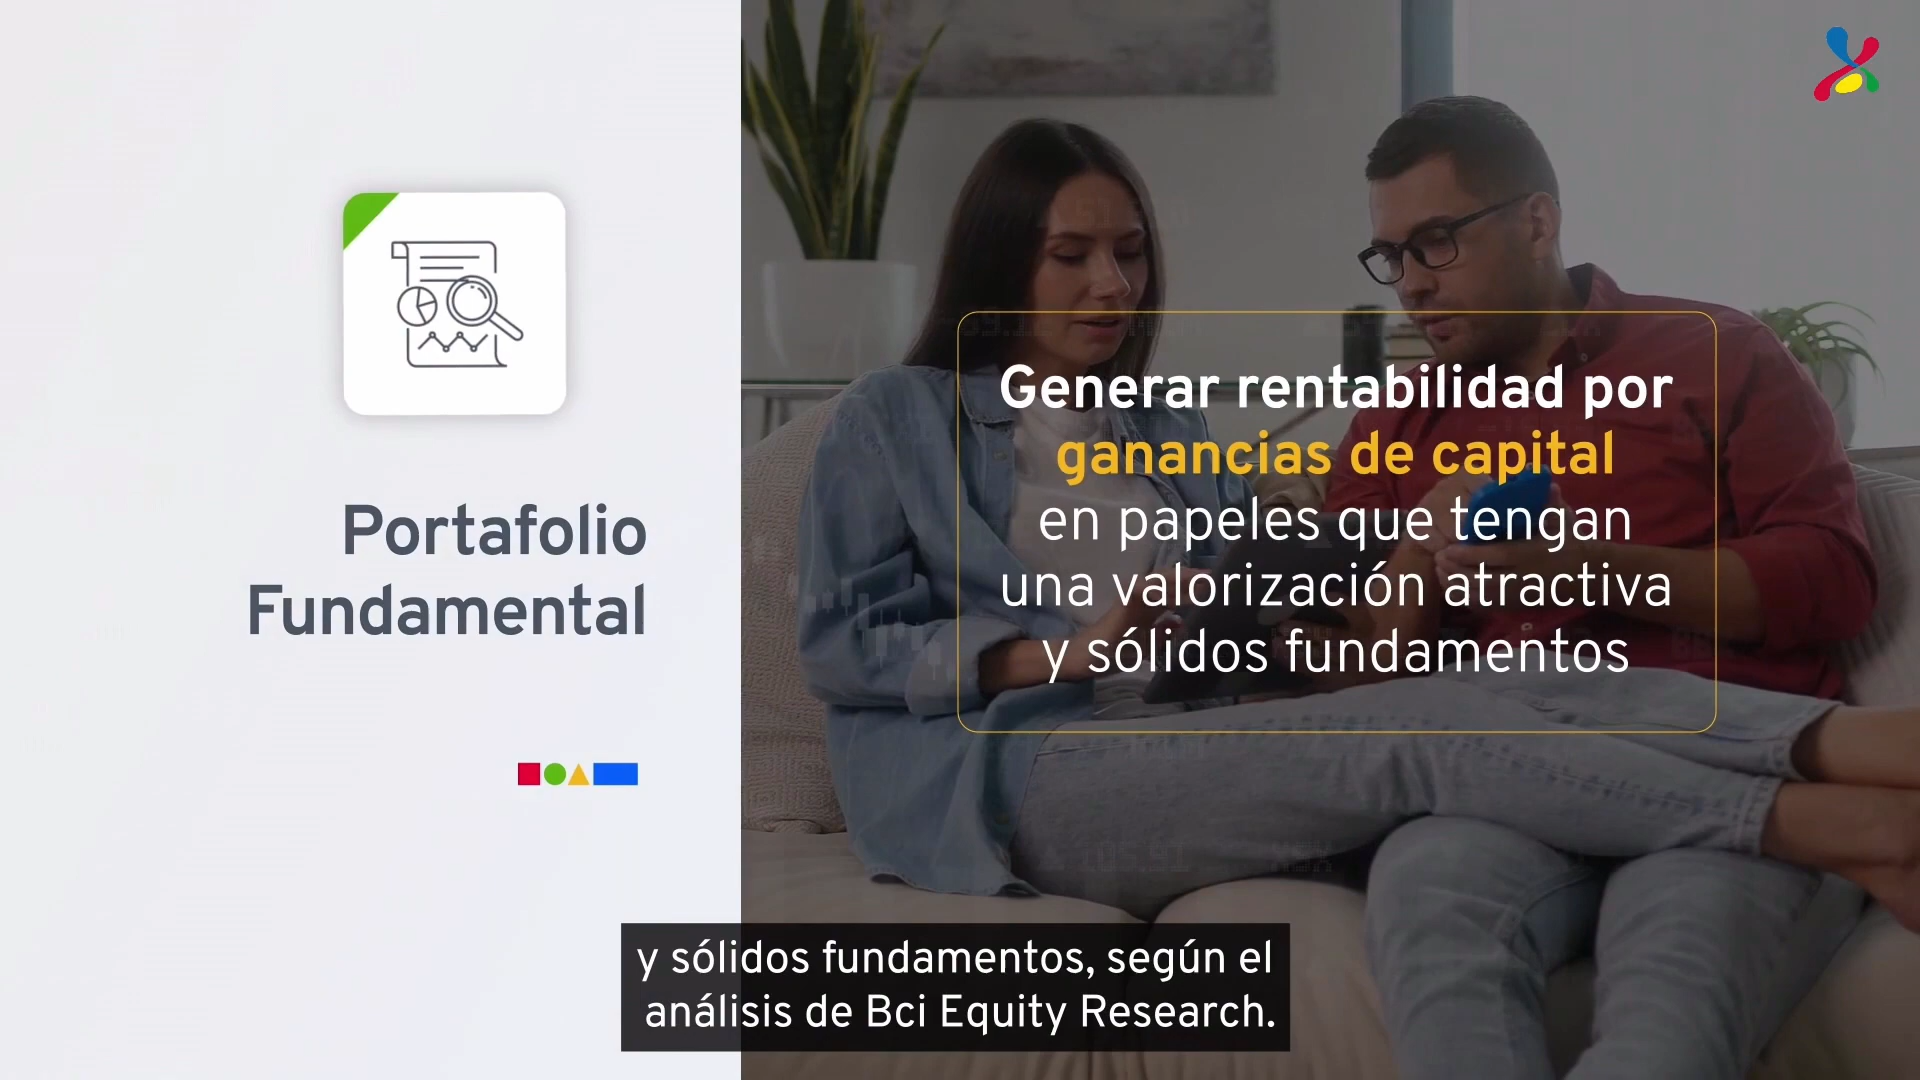 Portafolio
Fundamental
Generar rentabilidad por
ganancias de capital
en papeles que tengan
una valorización atractiva
y sólidos fundamentos
y sólidos fundamentos, según el
análisis de Bci Equity Research.